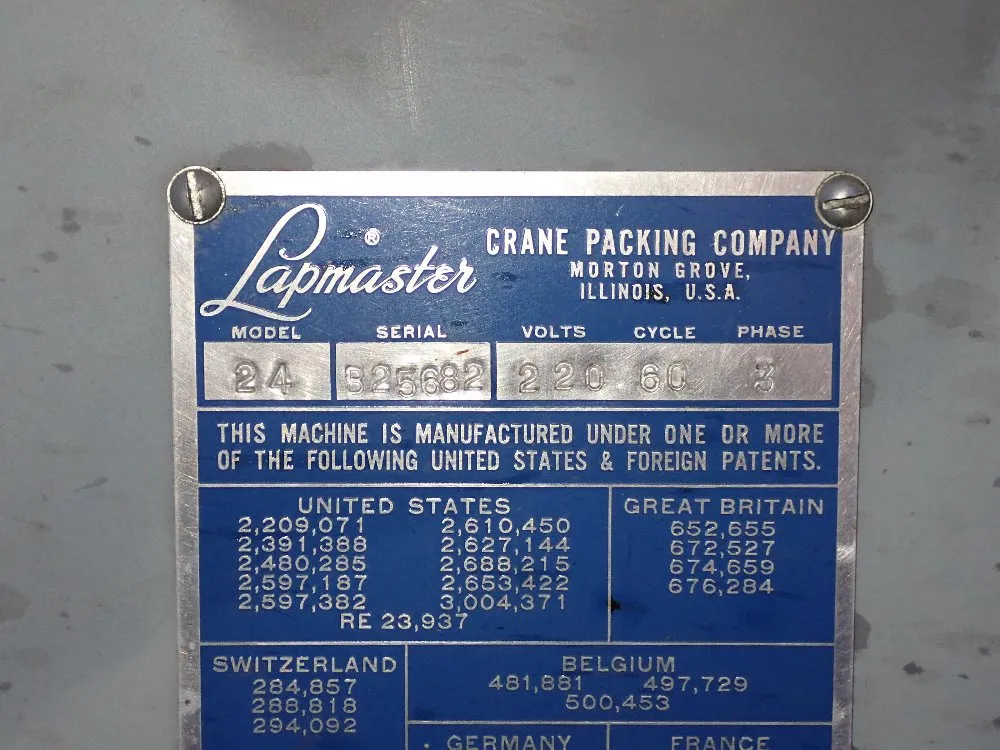 Lapmaster ®
CRANE PACKING COMPANY
MORTON GROVE,
ILLINOIS, U.S.A.
MODEL SERIAL VOLTS CYCLE PHASE
24 B25682 220 60 3
THIS MACHINE IS MANUFACTURED UNDER ONE OR MORE
OF THE FOLLOWING UNITED STATES & FOREIGN PATENTS.
UNITED STATES
2,209,071 2,610,450
2,391,388 2,627,144
2,480,285 2,688,215
2,597,187 2,653,422
2,597,382 3,004,371
RE 23,937
GREAT BRITAIN
652,655
672,527
674,659
676,284
SWITZERLAND
284,857
288,818
294,092
BELGIUM
481,881 497,729
500,453
GERMANY
FRANCE